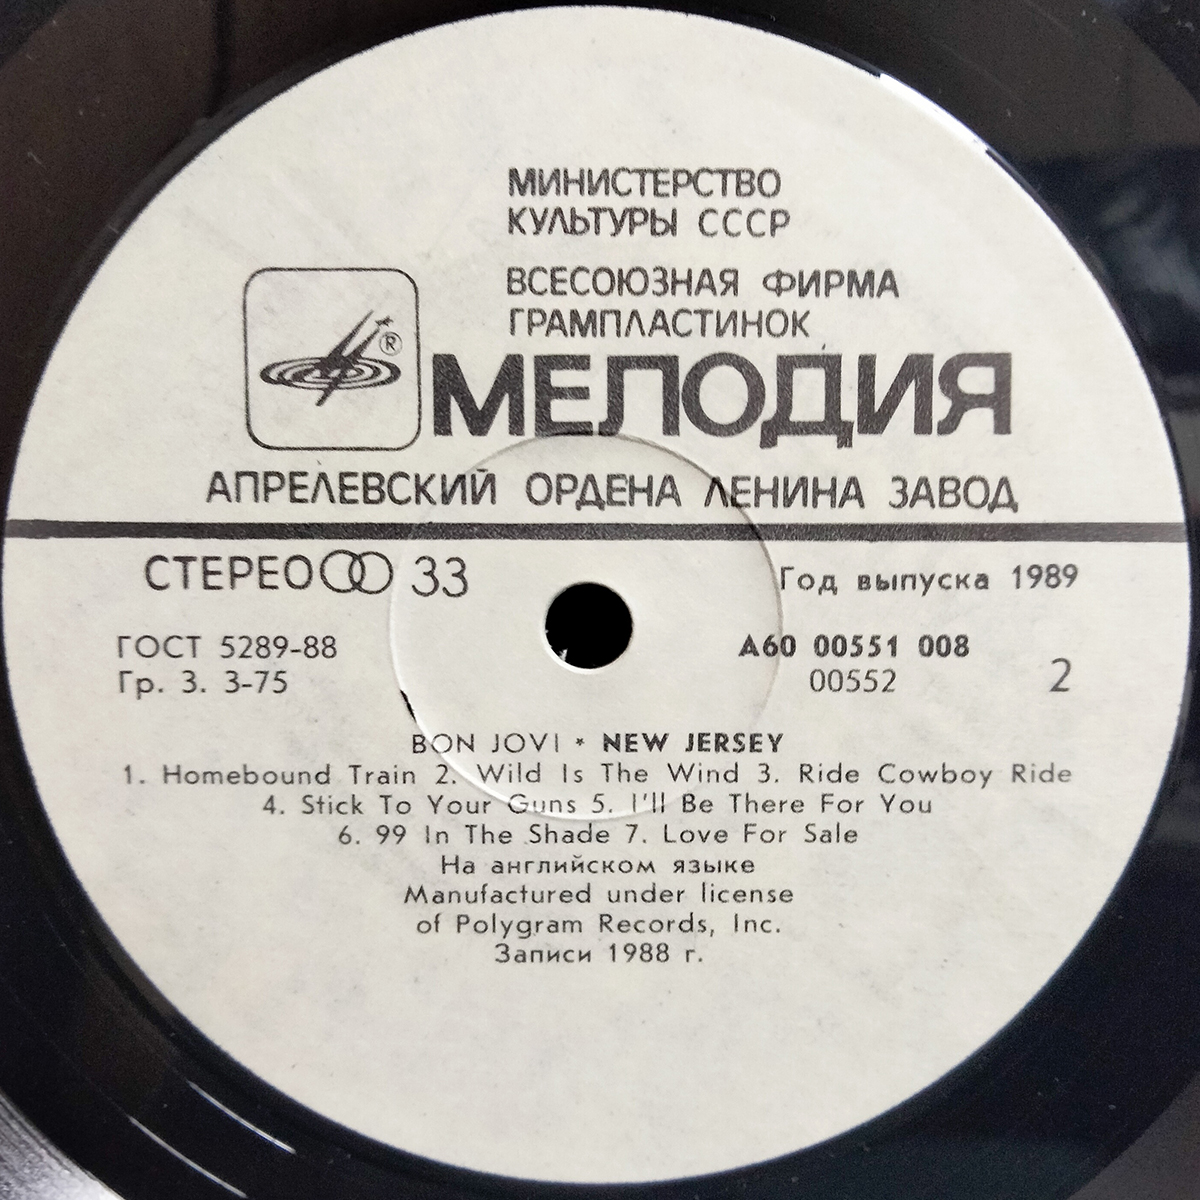 МИНИСТЕРСТВО
КУЛЬТУРЫ СССР
ВСЕСОЮЗНАЯ ФИРМА
ГРАМПЛАСТИНОК
®
МЕЛОДИЯ
АПРЕЛЕВСКИЙ ОРДЕНА ЛЕНИНА ЗАВОД
СТЕРЕО 33
Год выпуска 1989
ГОСТ 5289-88
Гр. 3. 3-75
А60 00551 008
00552
2
BON JOVI * NEW JERSEY
1. Homebound Train 2. Wild Is The Wind 3. Ride Cowboy Ride
4. Stick To Your Guns 5. I'll Be There For You
6. 99 In The Shade 7. Love For Sale
На английском языке
Manufactured under license
of Polygram Records, Inc.
Записи 1988 г.